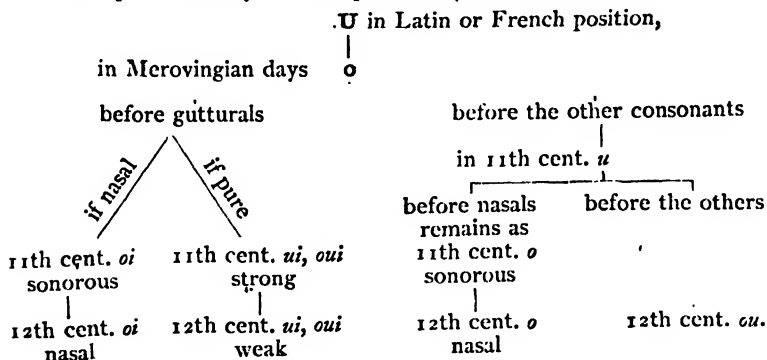 .U in Latin or French position,
in Merovingian days o
before gutturals before the other consonants
in 11th cent. u
if nasal if pure
before nasals before the others
remains as
11th cent. oi 11th cent. ui, oui 11th cent. o
sonorous strong sonorous
12th cent. oi 12th cent. ui, oui 12th cent. o 12th cent. ou.
nasal weak nasal